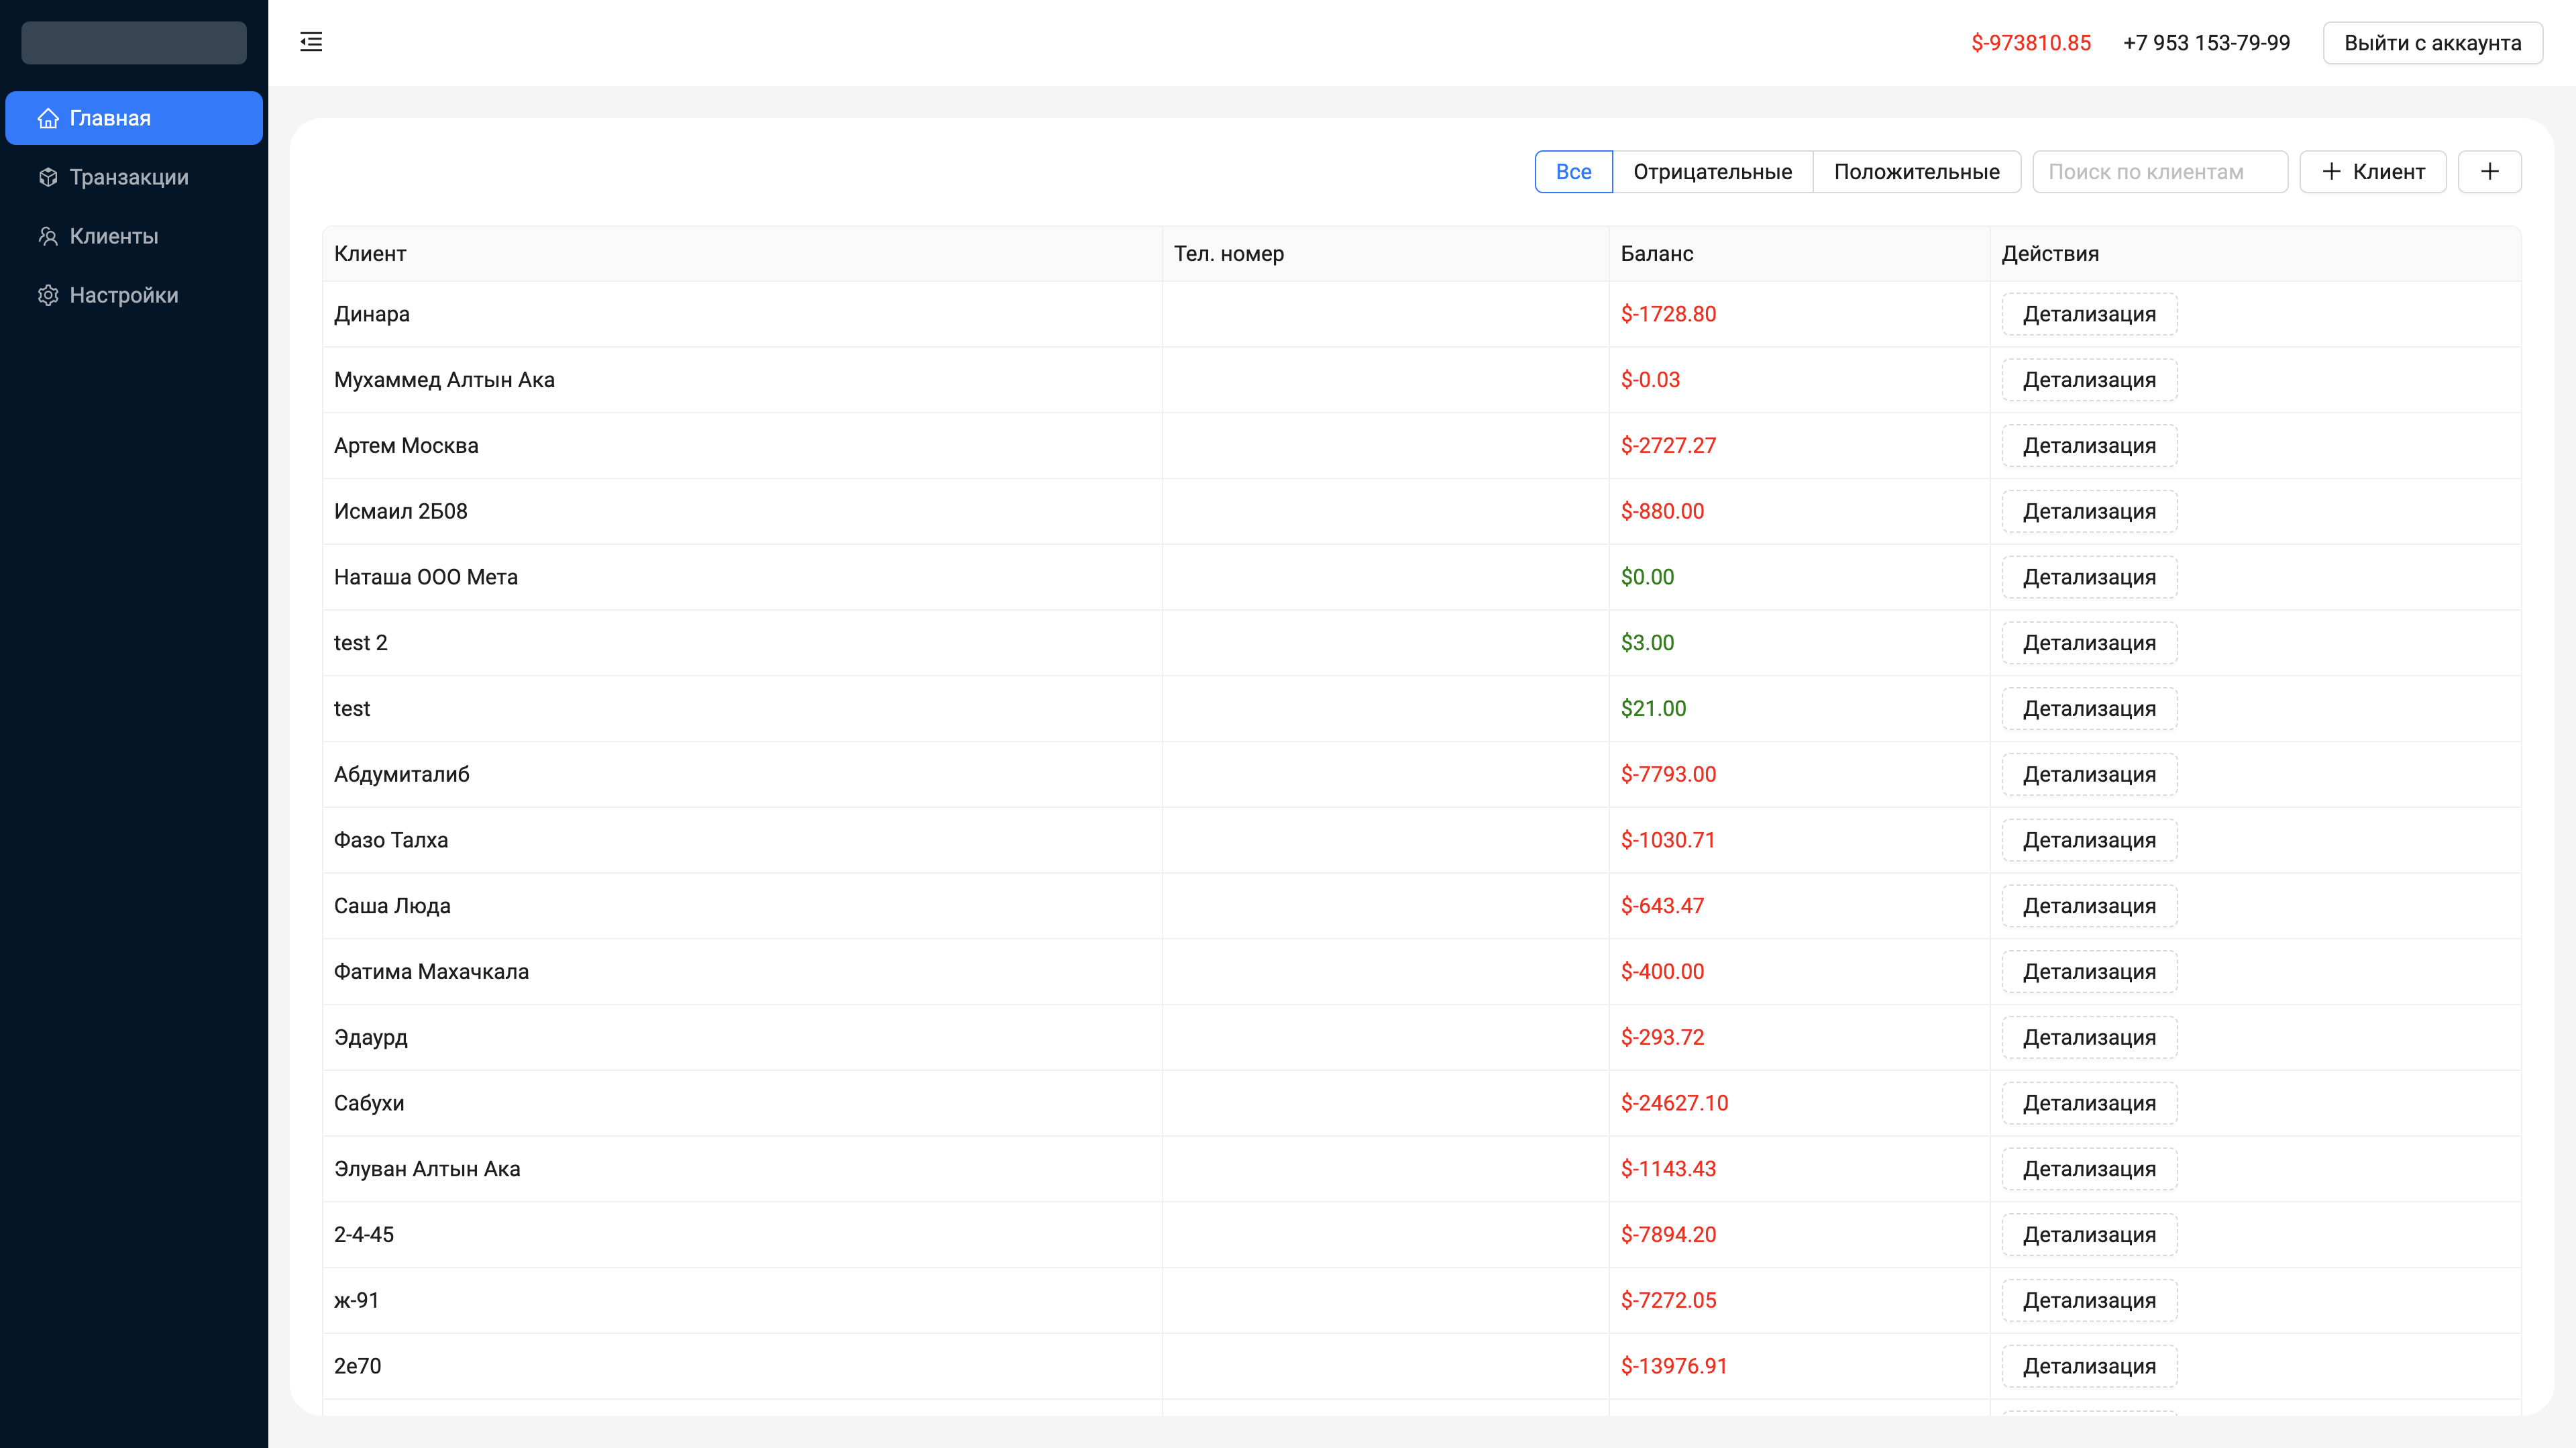 $-973810.85 +7 953 153-79-99 Выйти с аккаунта
Главная
Транзакции
Клиенты
Настройки
Все Отрицательные Положительные Поиск по клиентам + Клиент +
Клиент Тел. номер Баланс Действия
Динара $-1728.80 Детализация
Мухаммед Алтын Ака $-0.03 Детализация
Артем Москва $-2727.27 Детализация
Исмаил 2Б08 $-880.00 Детализация
Наташа ООО Мета $0.00 Детализация
test 2 $3.00 Детализация
test $21.00 Детализация
Абдумиталиб $-7793.00 Детализация
Фазо Талха $-1030.71 Детализация
Саша Люда $-643.47 Детализация
Фатима Махачкала $-400.00 Детализация
Эдаурд $-293.72 Детализация
Сабухи $-24627.10 Детализация
Элуван Алтын Ака $-1143.43 Детализация
2-4-45 $-7894.20 Детализация
ж-91 $-7272.05 Детализация
2е70 $-13976.91 Детализация